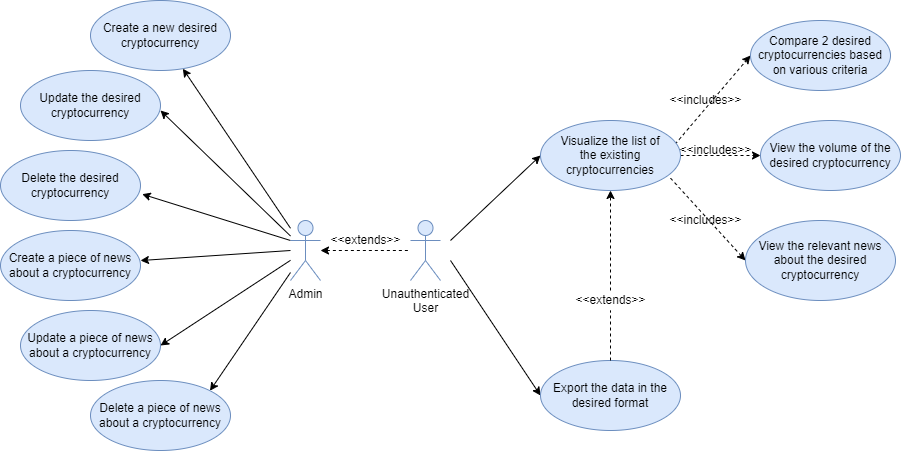 Create a new desired
cryptocurrency
Update the desired
cryptocurrency
Delete the desired
cryptocurrency
Create a piece of news
about a cryptocurrency
Update a piece of news
about a cryptocurrency
Delete a piece of news
about a cryptocurrency
Admin
<<extends>>
Unauthenticated
User
Visualize the list of
the existing
cryptocurrencies
<<includes>>
Compare 2 desired
cryptocurrencies based
on various criteria
<<includes>>
View the volume of the
desired cryptocurrency
<<includes>>
View the relevant news
about the desired
cryptocurrency
<<extends>>
Export the data in the
desired format